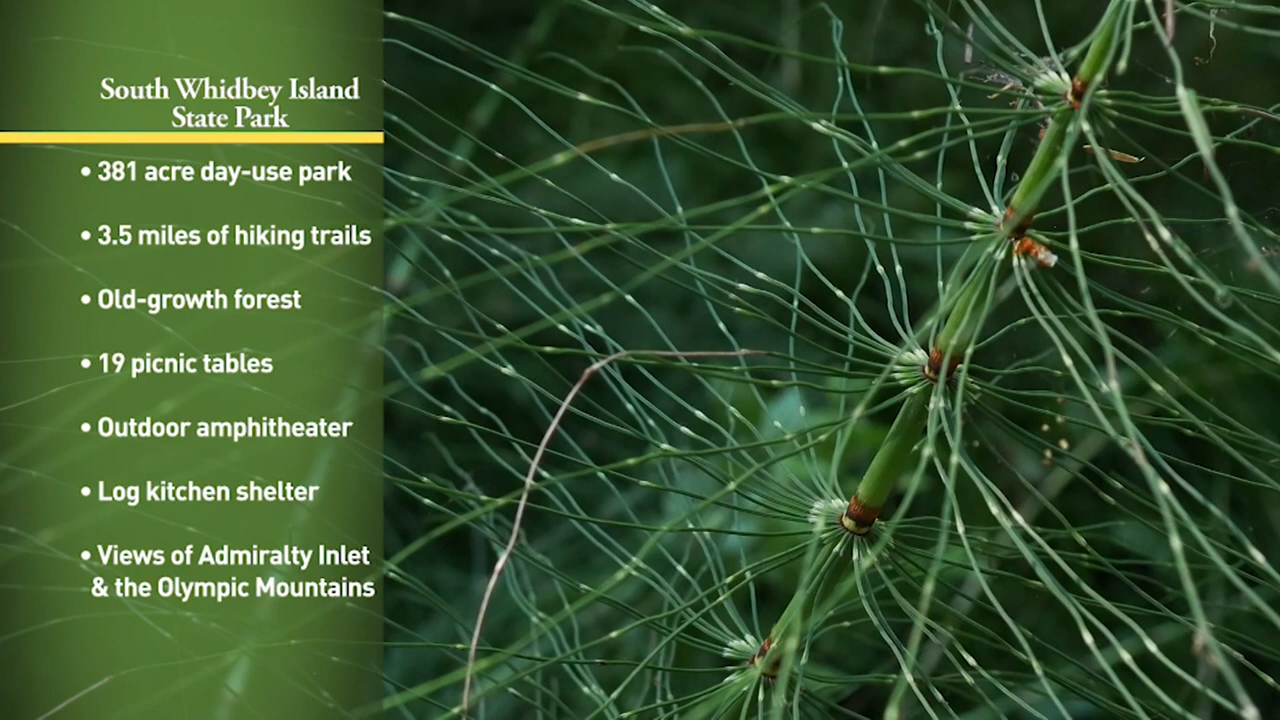 South Whidbey Island
State Park
• 381 acre day-use park
• 3.5 miles of hiking trails
• Old-growth forest
• 19 picnic tables
• Outdoor amphitheater
• Log kitchen shelter
• Views of Admiralty Inlet
& the Olympic Mountains